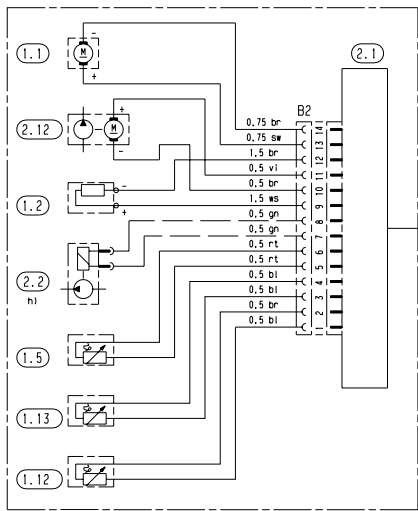 1.1
M
-
+
2.1
B2
0.75 br 14
0.75 sw 13
1.5 br 12
0.5 vi 11
0.5 br 10
1.5 ws 9
0.5 gn 8
0.5 gn 7
0.5 rt 6
0.5 rt 5
0.5 bl 4
0.5 bl 3
0.5 br 2
0.5 bl 1
2.12
M
+
-
1.2
-
+
2.2
h)
1.5
1.13
1.12